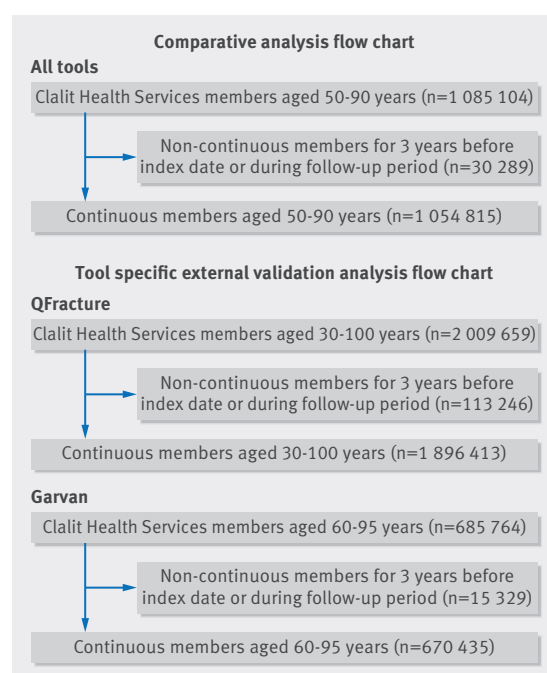 Comparative analysis flow chart
All tools
Clalit Health Services members aged 50-90 years (n=1 085 104)
Non-continuous members for 3 years before
index date or during follow-up period (n=30 289)
Continuous members aged 50-90 years (n=1 054 815)
Tool specific external validation analysis flow chart
QFracture
Clalit Health Services members aged 30-100 years (n=2 009 659)
Non-continuous members for 3 years before
index date or during follow-up period (n=113 246)
Continuous members aged 30-100 years (n=1 896 413)
Garvan
Clalit Health Services members aged 60-95 years (n=685 764)
Non-continuous members for 3 years before
index date or during follow-up period (n=15 329)
Continuous members aged 60-95 years (n=670 435)